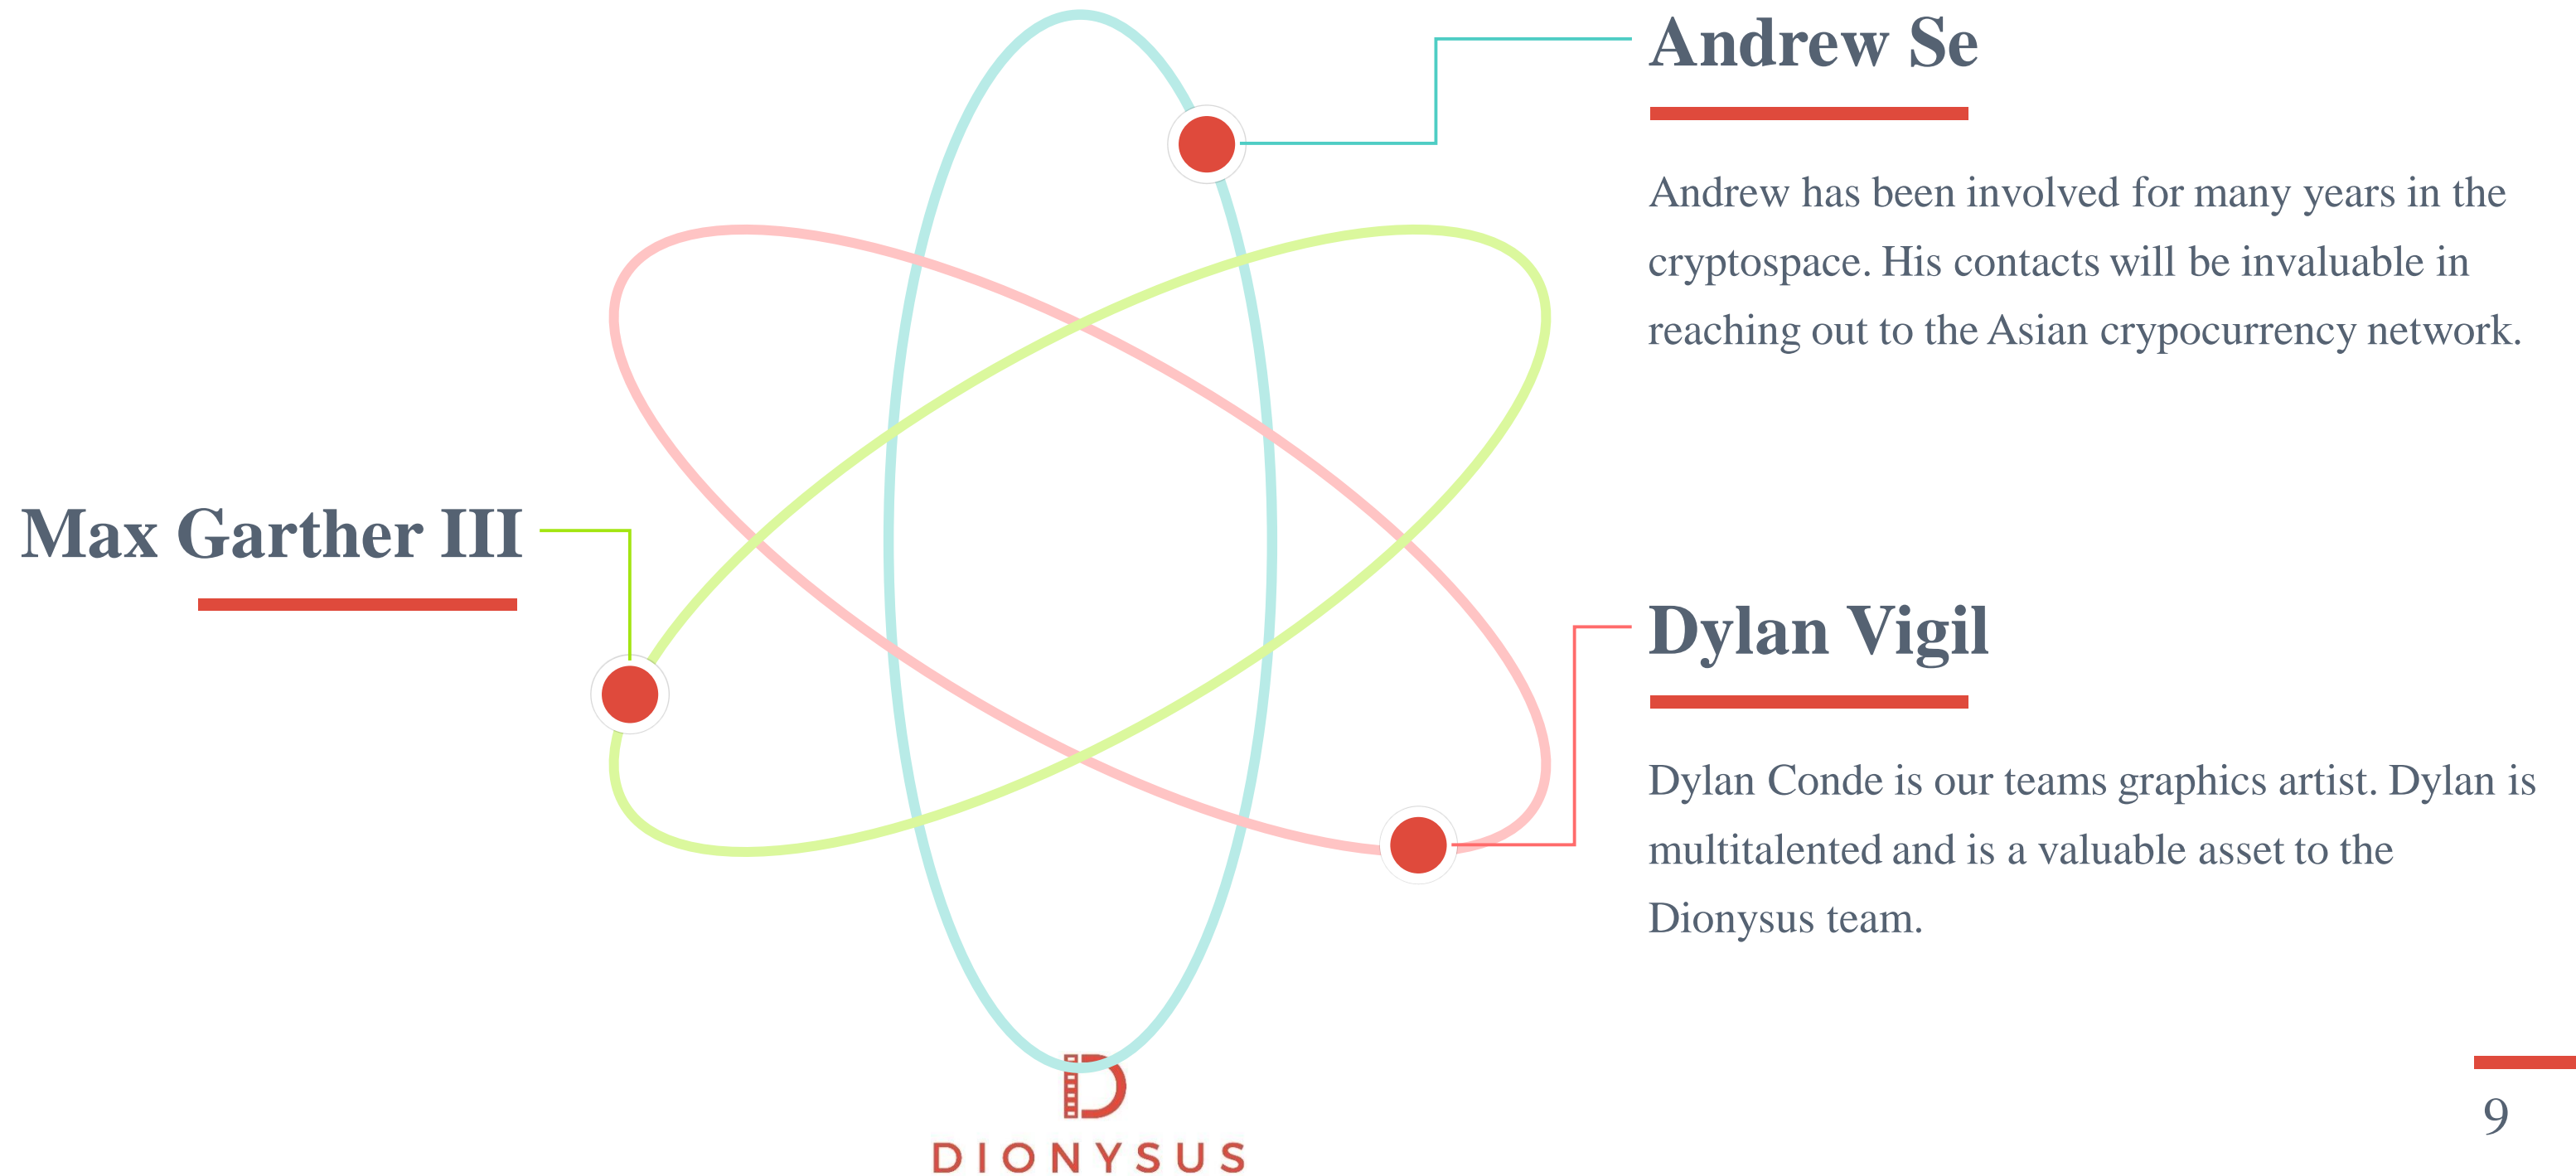 Andrew Se
Andrew has been involved for many years in the
cryptospace. His contacts will be invaluable in
reaching out to the Asian crypocurrency network.
Max Garther III
Dylan Vigil
Dylan Conde is our teams graphics artist. Dylan is
multitalented and is a valuable asset to the
Dionysus team.
DIONYSUS
9